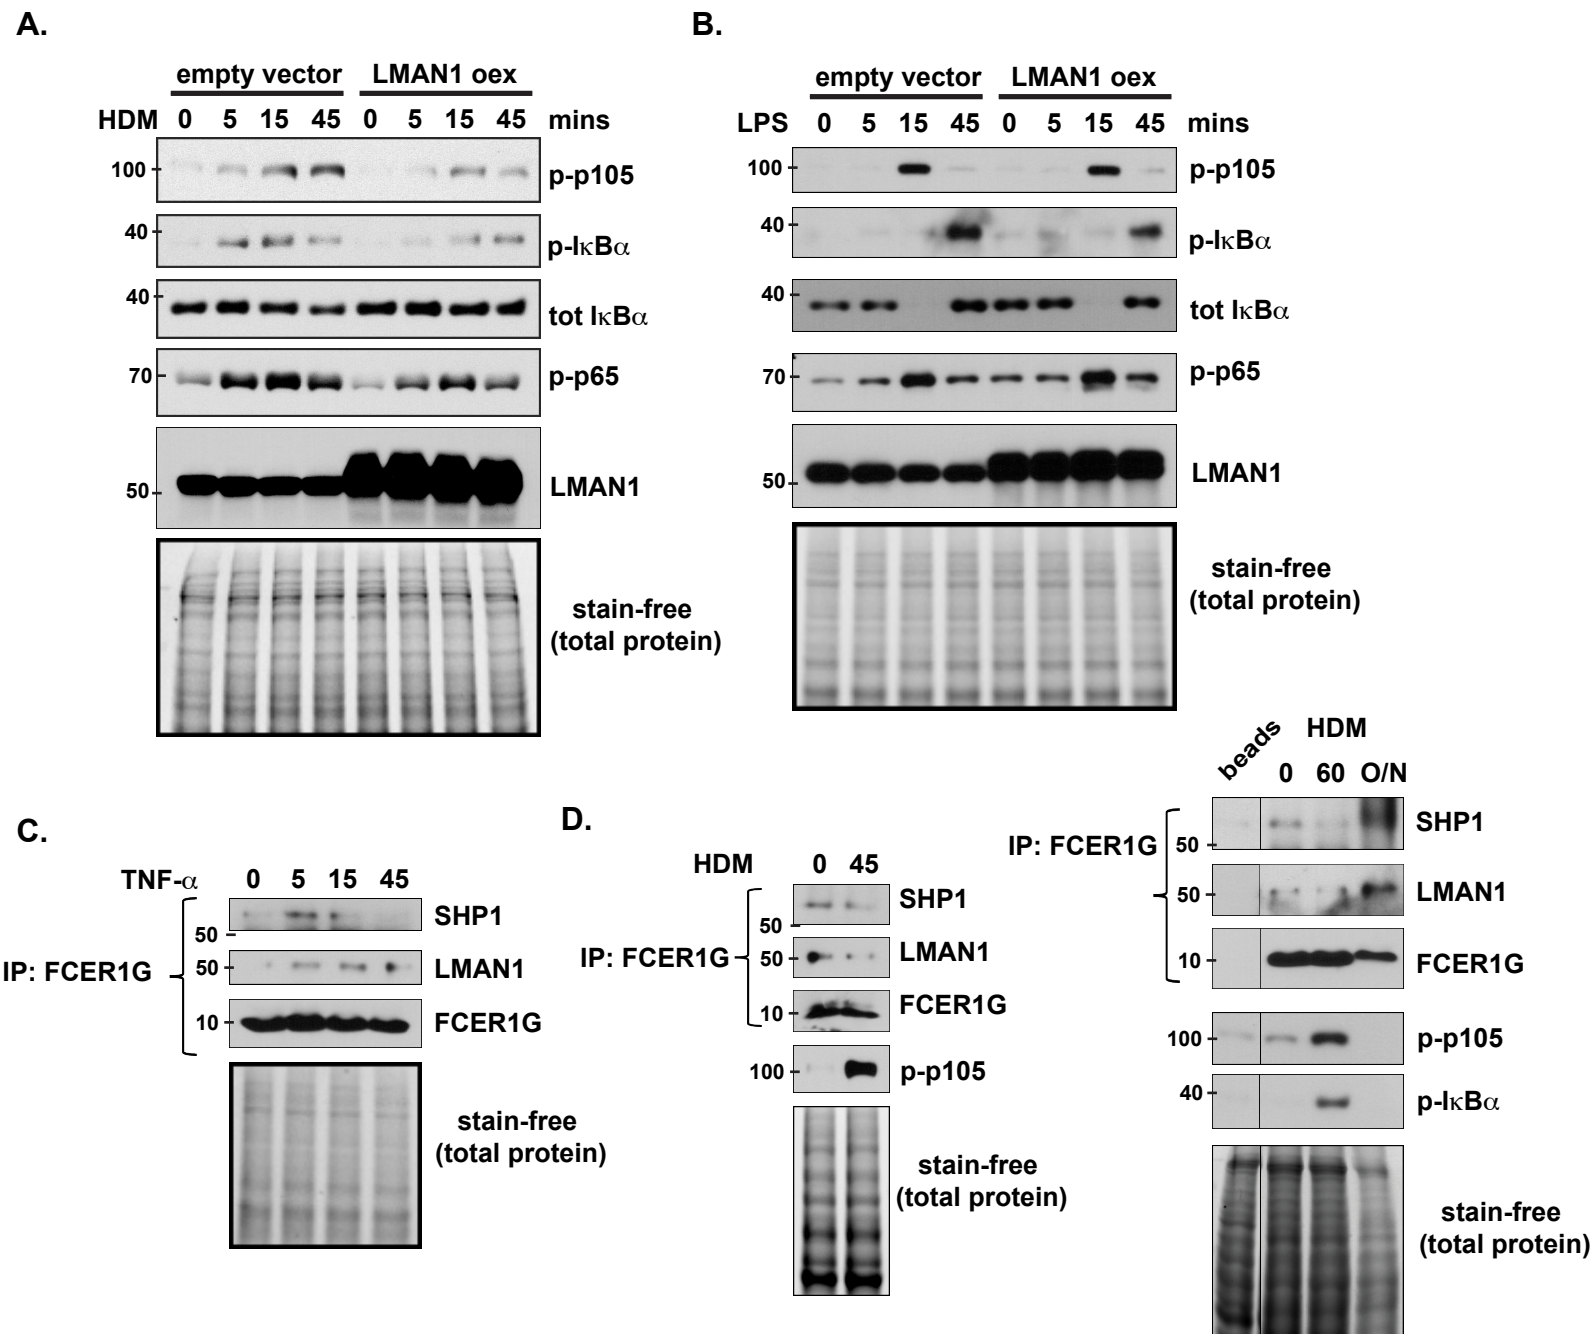 A.
empty vector LMAN1 oex
HDM 0 5 15 45 0 5 15 45 mins
100 p-p105
40 p-IκBα
40 tot IκBα
70 p-p65
50 LMAN1
stain-free
(total protein)
B.
empty vector LMAN1 oex
LPS 0 5 15 45 0 5 15 45 mins
100 p-p105
40 p-IκBα
40 tot IκBα
70 p-p65
50 LMAN1
stain-free
(total protein)
C.
TNF-α 0 5 15 45
IP: FCER1G
SHP1
50
50 LMAN1
10 FCER1G
stain-free
(total protein)
D.
HDM 0 45
IP: FCER1G
SHP1
50
50 LMAN1
10 FCER1G
100 p-p105
stain-free
(total protein)
beads HDM
0 60 O/N
IP: FCER1G
SHP1
50
50 LMAN1
10 FCER1G
100 p-p105
40 p-IκBα
stain-free
(total protein)